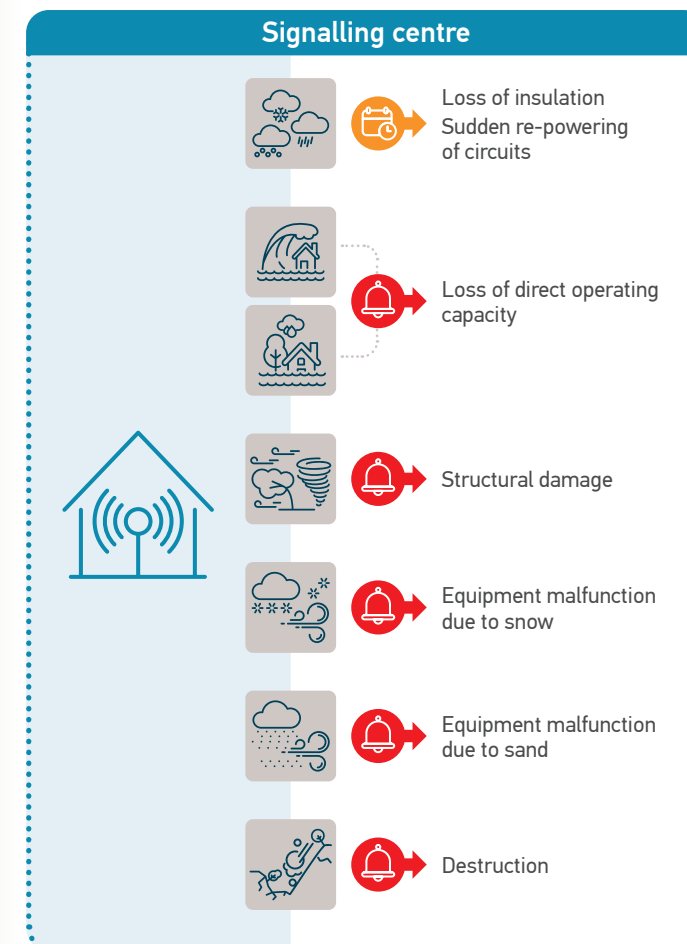 Signalling centre
Loss of insulation
Sudden re-powering
of circuits
Loss of direct operating
capacity
Structural damage
Equipment malfunction
due to snow
Equipment malfunction
due to sand
Destruction